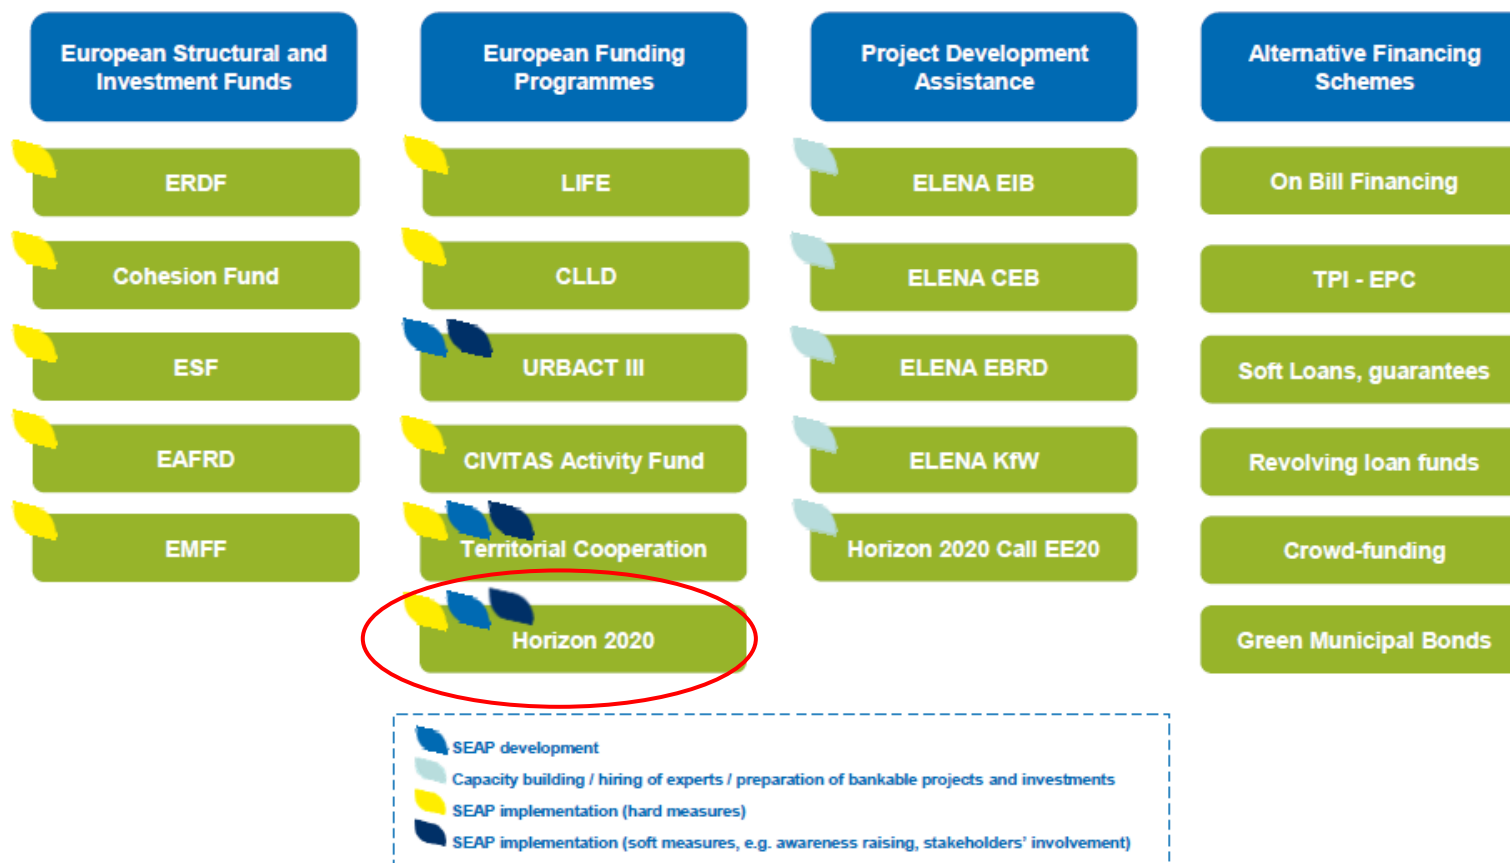 European Structural and
Investment Funds
European Funding
Programmes
Project Development
Assistance
Alternative Financing
Schemes
ERDF
LIFE
ELENA EIB
On Bill Financing
Cohesion Fund
CLLD
ELENA CEB
TPI - EPC
ESF
URBACT III
ELENA EBRD
Soft Loans, guarantees
EAFRD
CIVITAS Activity Fund
ELENA KfW
Revolving loan funds
EMFF
Territorial Cooperation
Horizon 2020 Call EE20
Crowd-funding
Horizon 2020
Green Municipal Bonds
SEAP development
Capacity building / hiring of experts / preparation of bankable projects and investments
SEAP implementation (hard measures)
SEAP implementation (soft measures, e.g. awareness raising, stakeholders' involvement)